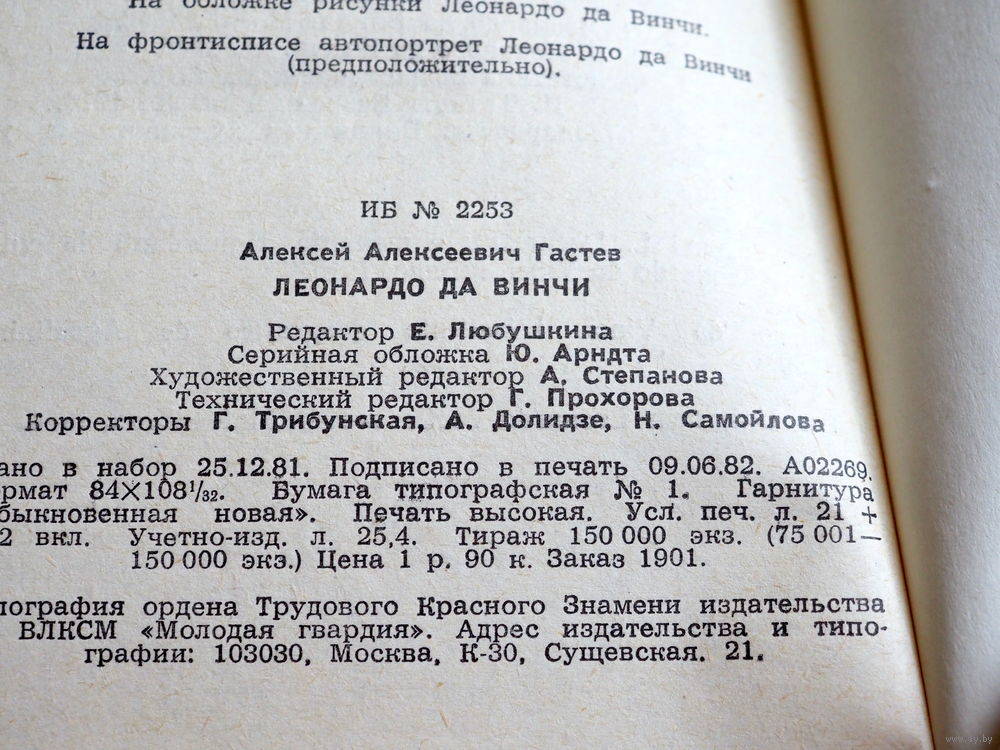 На обложке рисунки Леонардо да Винчи.
На фронтисписе автопортрет Леонардо да Винчи
(предположительно).
ИБ № 2253
Алексей Алексеевич Гастев
ЛЕОНАРДО ДА ВИНЧИ
Редактор Е. Любушкина
Серийная обложка Ю. Арндта
Художественный редактор А. Степанова
Технический редактор Г. Прохорова
Корректоры Г. Трибунская, А. Долидзе, Н. Самойлова
ано в набор 25.12.81. Подписано в печать 09.06.82. А02269.
рмат 84×108¹/₃₂. Бумага типографская № 1. Гарнитура
быкновенная новая». Печать высокая. Усл. печ. л. 21 +
2 вкл. Учетно-изд. л. 25,4. Тираж 150 000 экз. (75 001—
150 000 экз.) Цена 1 р. 90 к. Заказ 1901.
пография ордена Трудового Красного Знамени издательства
ВЛКСМ «Молодая гвардия». Адрес издательства и типо-
графии: 103030, Москва, К-30, Сущевская. 21.
www.ay.by